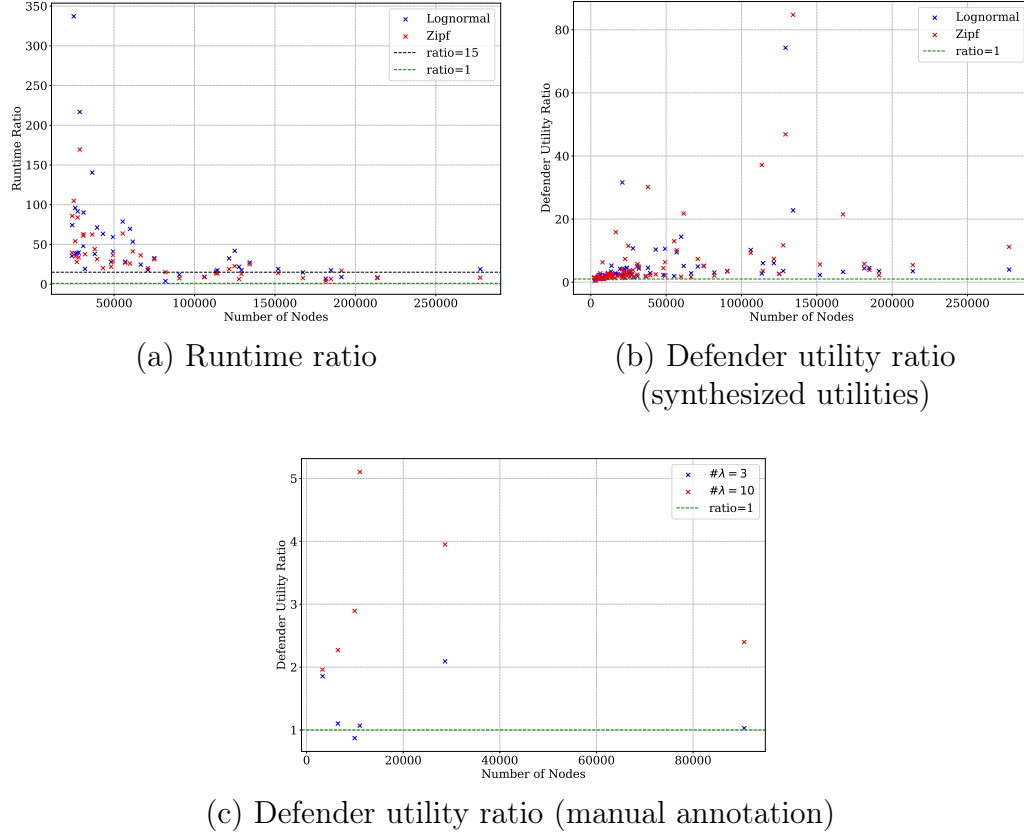 350
300
250
200
150
100
50
0
Runtime Ratio
50000 100000 150000 200000 250000
Number of Nodes
Lognormal
Zipf
ratio=15
ratio=1
(a) Runtime ratio
80
60
40
20
0
Defender Utility Ratio
0 50000 100000 150000 200000 250000
Number of Nodes
Lognormal
Zipf
ratio=1
(b) Defender utility ratio
(synthesized utilities)
5
4
3
2
1
Defender Utility Ratio
0 20000 40000 60000 80000
Number of Nodes
#λ = 3
#λ = 10
ratio=1
(c) Defender utility ratio (manual annotation)